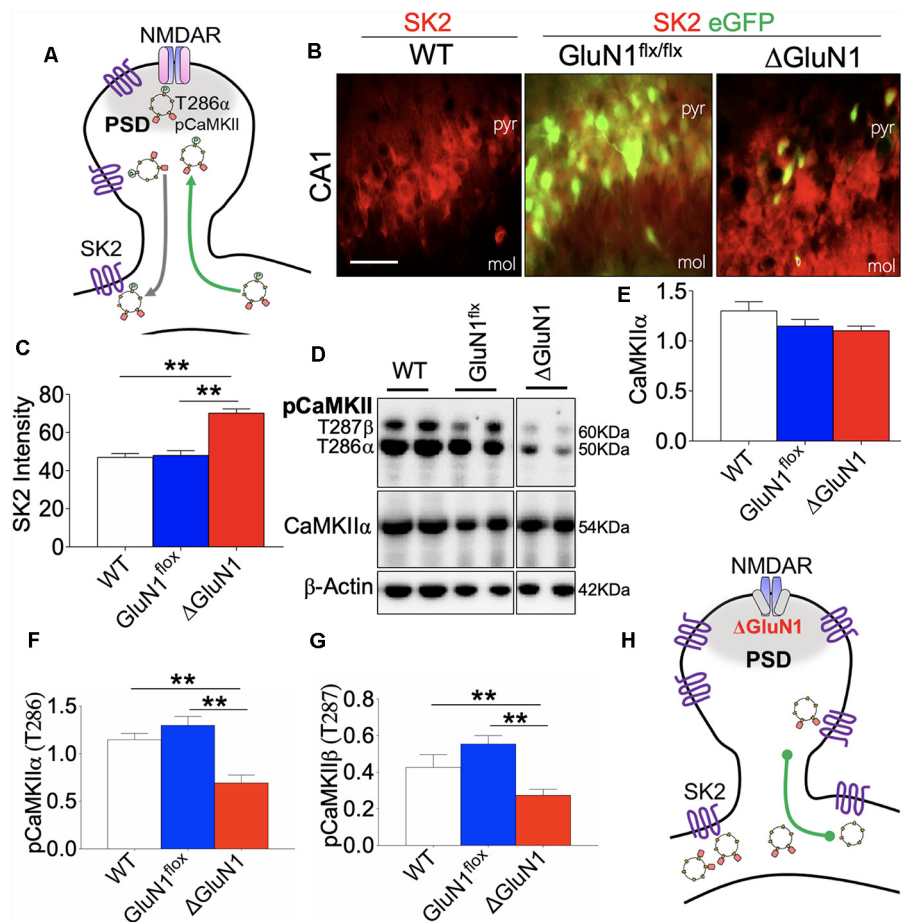 A
NMDAR
P
T286α
PSD pCaMKII
P
P
SK2
P
P
B
SK2
SK2 eGFP
WT
GluN1flx/flx
ΔGluN1
CA1
pyr
pyr
pyr
mol
mol
mol
C
SK2 Intensity
80
60
40
20
0
**
**
WT
GluN1flox
ΔGluN1
D
WT
GluN1flx
ΔGluN1
pCaMKII
T287β
60KDa
T286α
50KDa
CaMKIIα
54KDa
β-Actin
42KDa
E
CaMKIIα
1.5
1.0
0.5
0.0
WT
GluN1flox
ΔGluN1
F
pCaMKIIα (T286)
1.5
1.0
0.5
0.0
**
**
WT
GluN1flox
ΔGluN1
G
pCaMKIIβ (T287)
0.8
0.6
0.4
0.2
0.0
**
**
WT
GluN1flox
ΔGluN1
H
NMDAR
ΔGluN1
PSD
SK2